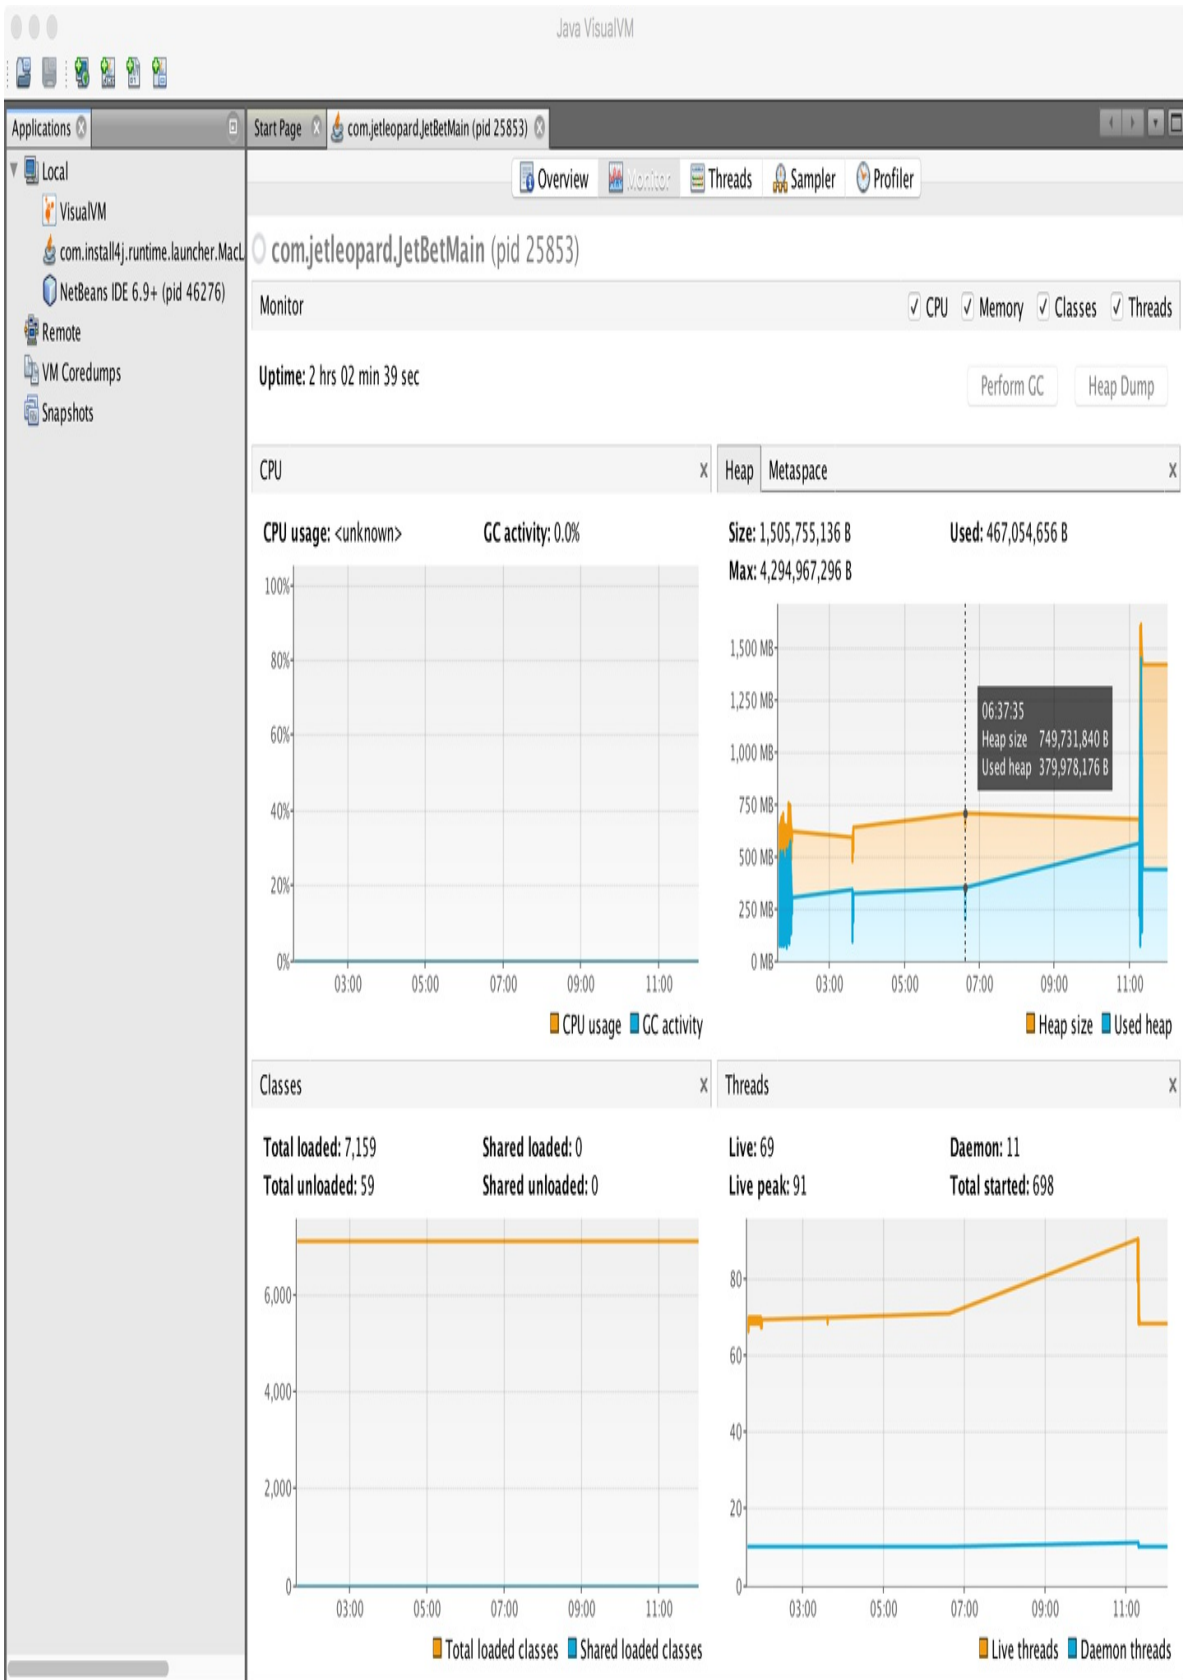 Java VisualVM
Applications
Start Page
com.jetleopard.JetBetMain (pid 25853)
Local
VisualVM
com.install4j.runtime.launcher.MacL
NetBeans IDE 6.9+ (pid 46276)
Remote
VM Coredumps
Snapshots
Overview Monitor Threads Sampler Profiler
com.jetleopard.JetBetMain (pid 25853)
Monitor
CPU Memory Classes Threads
Uptime: 2 hrs 02 min 39 sec
Perform GC Heap Dump
CPU
CPU usage: <unknown> GC activity: 0.0%
100%
80%
60%
40%
20%
0%
03:00 05:00 07:00 09:00 11:00
CPU usage GC activity
Heap Metaspace
Size: 1,505,755,136 B Used: 467,054,656 B
Max: 4,294,967,296 B
1,500 MB
1,250 MB
1,000 MB
750 MB
500 MB
250 MB
0 MB
06:37:35
Heap size 749,731,840 B
Used heap 379,978,176 B
03:00 05:00 07:00 09:00 11:00
Heap size Used heap
Classes
Total loaded: 7,159 Shared loaded: 0
Total unloaded: 59 Shared unloaded: 0
6,000
4,000
2,000
0
03:00 05:00 07:00 09:00 11:00
Total loaded classes Shared loaded classes
Threads
Live: 69 Daemon: 11
Live peak: 91 Total started: 698
80
60
40
20
0
03:00 05:00 07:00 09:00 11:00
Live threads Daemon threads